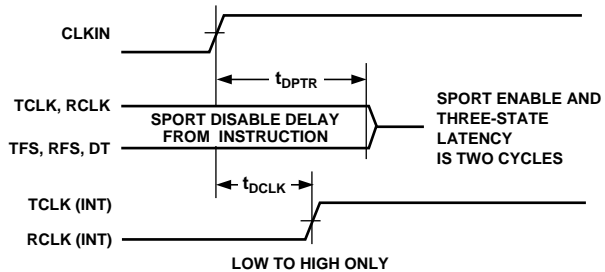 CLKIN
tDPTR
TCLK, RCLK
SPORT DISABLE DELAY
FROM INSTRUCTION
TFS, RFS, DT
SPORT ENABLE AND
THREE-STATE
LATENCY
IS TWO CYCLES
tDCLK
TCLK (INT)
RCLK (INT)
LOW TO HIGH ONLY